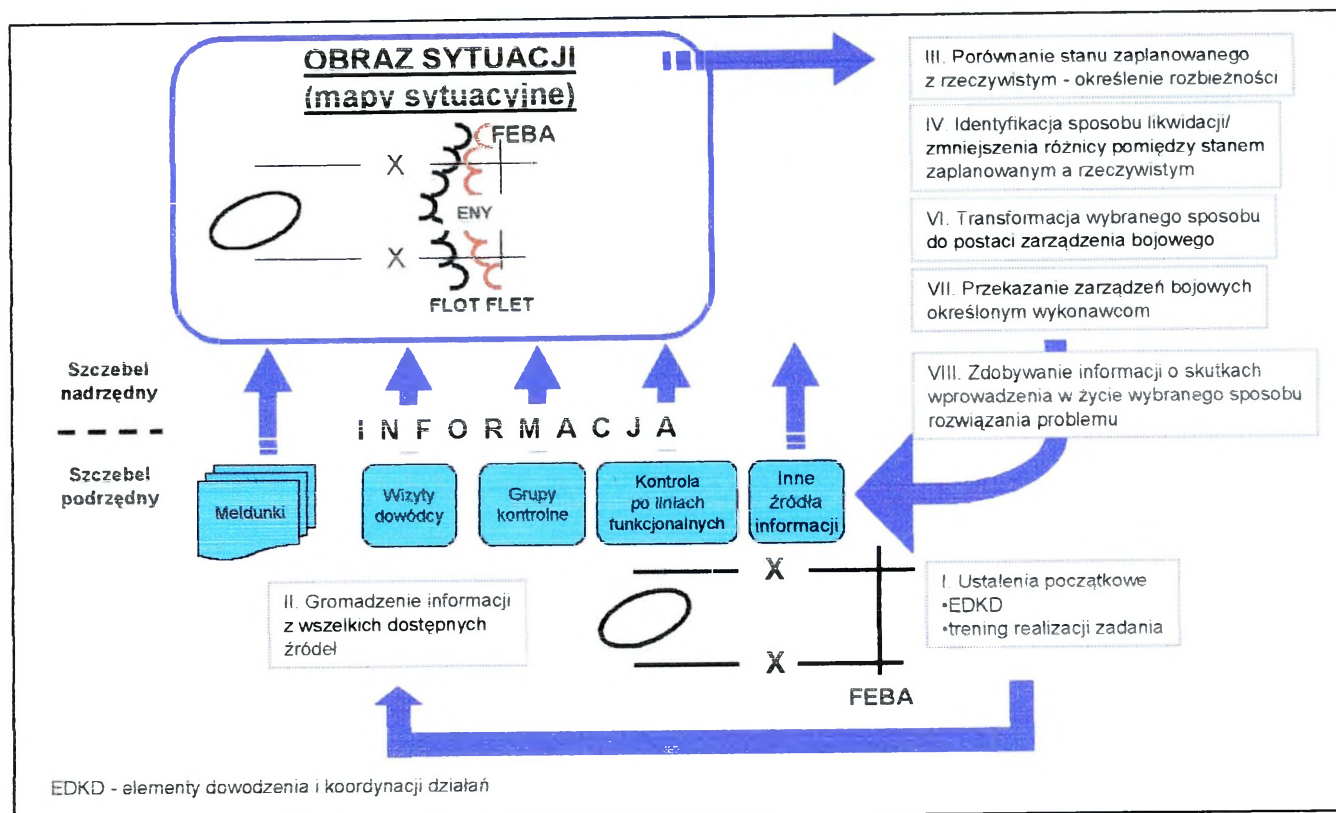 OBRAZ SYTUACJI
(mapy sytuacyjne)
FEBA
X
ENY
X
FLOT FLET
III. Porównanie stanu zaplanowanego
z rzeczywistym - określenie rozbieżności
IV. Identyfikacja sposobu likwidacji/
zmniejszenia różnicy pomiędzy stanem
zaplanowanym a rzeczywistym
VI. Transformacja wybranego sposobu
do postaci zarządzenia bojowego
VII. Przekazanie zarządzeń bojowych
określonym wykonawcom
VIII. Zdobywanie informacji o skutkach
wprowadzenia w życie wybranego sposobu
rozwiązania problemu
Szczebel
nadrzędny
Szczebel
podrzędny
INFORMACJA
Meldunki
Wizyty
dowódcy
Grupy
kontrolne
Kontrola
po liniach
funkcjonalnych
Inne
źródła
informacji
II. Gromadzenie informacji
z wszelkich dostępnych
źródeł
X
X
FEBA
I. Ustalenia początkowe
•EDKD
•trening realizacji zadania
EDKD - elementy dowodzenia i koordynacji działań